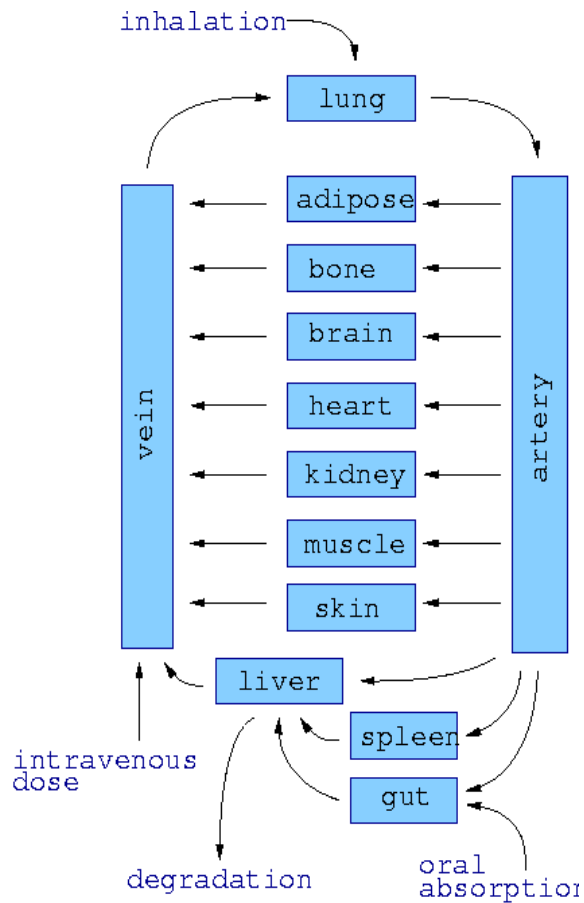 inhalation
lung
adipose
bone
brain
heart
kidney
muscle
skin
vein
artery
liver
spleen
gut
intravenous
dose
degradation
oral
absorption